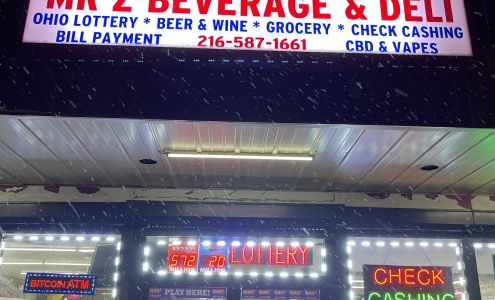 MR Z BEVERAGE & DELI
OHIO LOTTERY * BEER & WINE * GROCERY * CHECK CASHING
BILL PAYMENT 216-587-1661 CBD & VAPES
572 20 LOTTERY
MILLION MILLION
BITCOIN ATM
PLAY HERE!
CHECK
CASHING